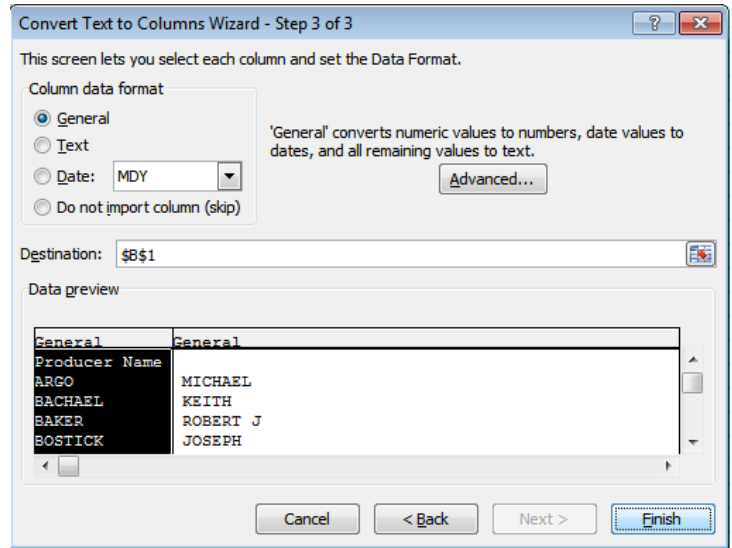 Convert Text to Columns Wizard - Step 3 of 3
?
This screen lets you select each column and set the Data Format.
Column data format
General
Text
Date: MDY
Do not import column (skip)
'General' converts numeric values to numbers, date values to
dates, and all remaining values to text.
Advanced...
Destination: $B$1
Data preview
General General
Producer Name
ARGO MICHAEL
BACHAEL KEITH
BAKER ROBERT J
BOSTICK JOSEPH
Cancel < Back Next > Finish